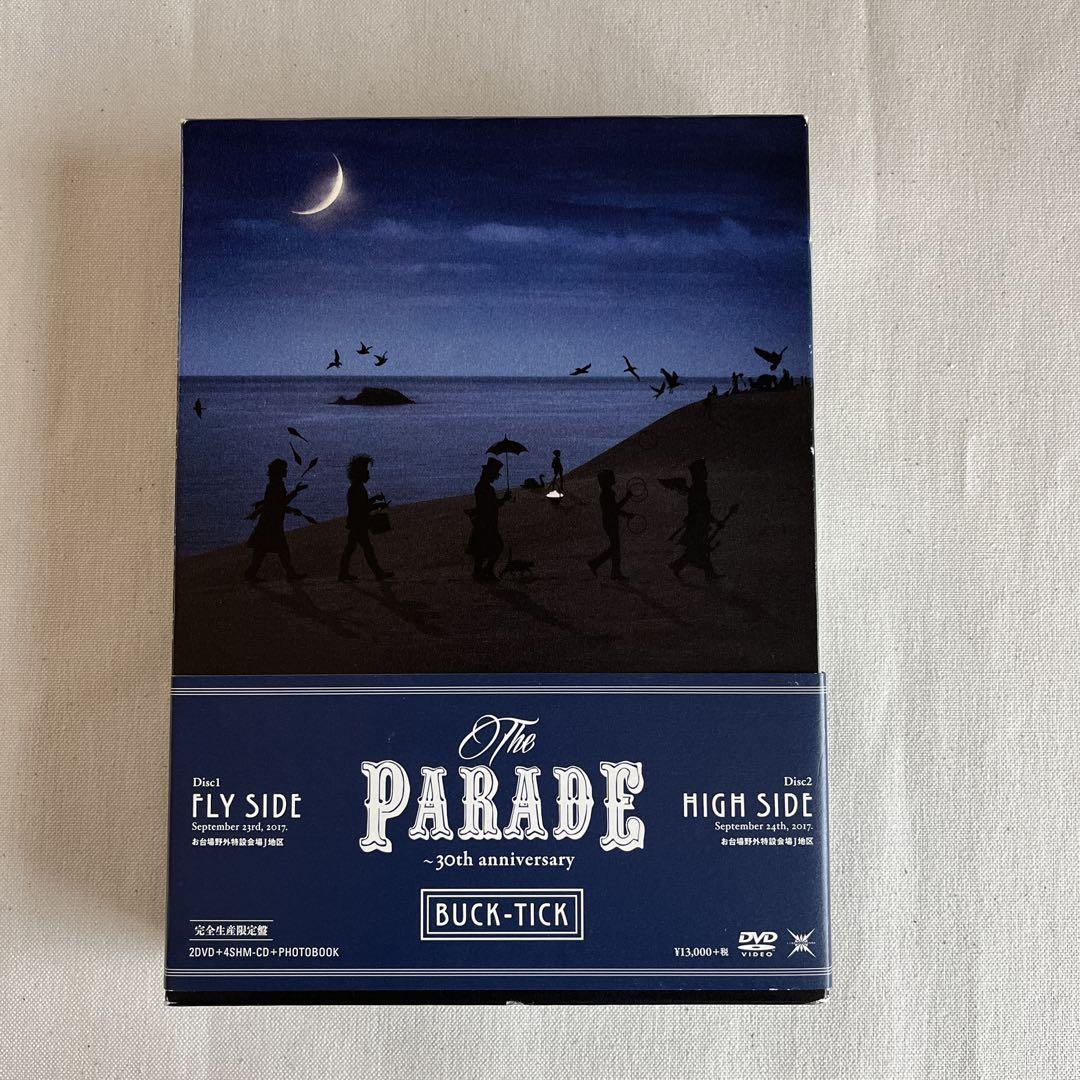 The
PARADE
~30th anniversary
BUCK-TICK
Disc1
FLY SIDE
September 23rd, 2017.
お台場野外特設会場J地区
Disc2
HIGH SIDE
September 24th, 2017.
お台場野外特設会場J地区
完全生産限定盤
2DVD+4SHM-CD+PHOTOBOOK
¥13,000+税
DVD
VIDEO